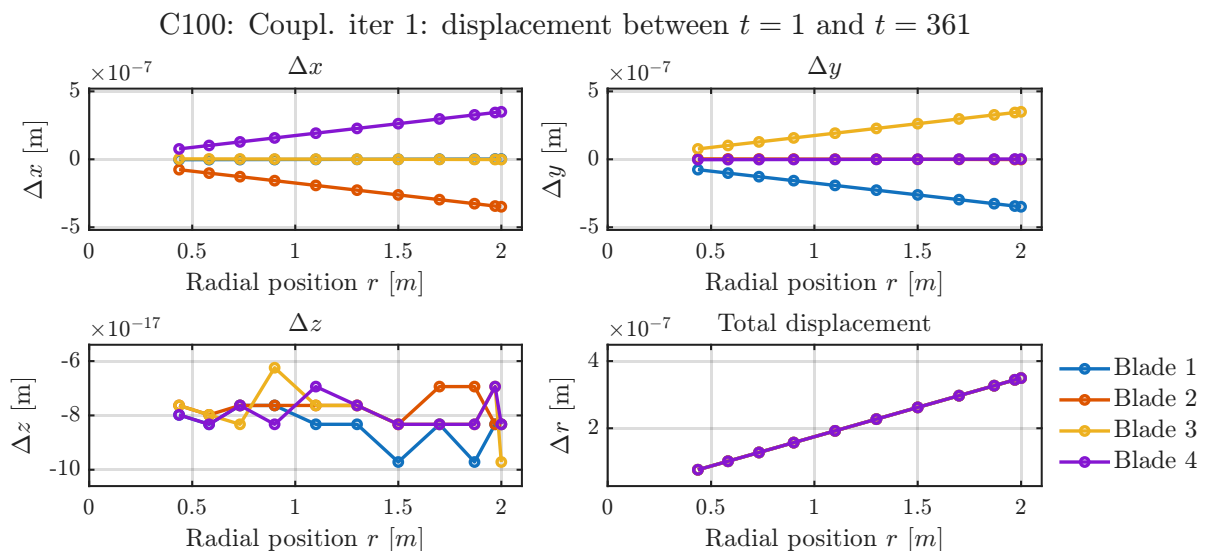 C100: Coupl. iter 1: displacement between t = 1 and t = 361
×10⁻⁷
Δx
5
0
-5
Δx [m]
0 0.5 1 1.5 2
Radial position r [m]
×10⁻⁷
Δy
5
0
-5
Δy [m]
0 0.5 1 1.5 2
Radial position r [m]
×10⁻¹⁷
Δz
-6
-8
-10
Δz [m]
0 0.5 1 1.5 2
Radial position r [m]
×10⁻⁷
Total displacement
4
2
Δr [m]
0 0.5 1 1.5 2
Radial position r [m]
Blade 1
Blade 2
Blade 3
Blade 4